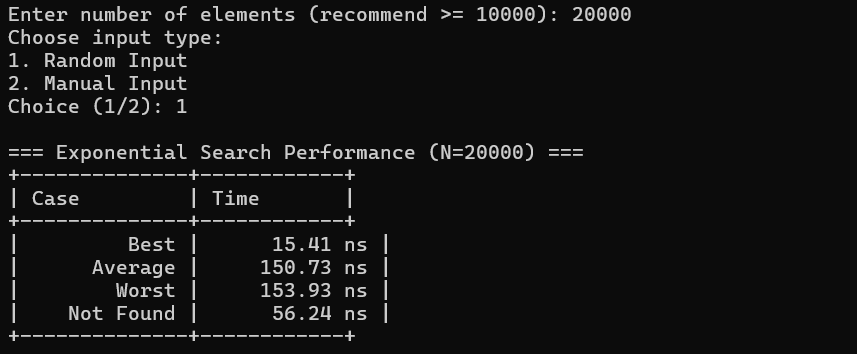 Enter number of elements (recommend >= 10000): 20000
Choose input type:
1. Random Input
2. Manual Input
Choice (1/2): 1

=== Exponential Search Performance (N=20000) ===
+--------------+------------+
| Case         | Time       |
+--------------+------------+
|         Best |      15.41 ns |
|      Average |     150.73 ns |
|        Worst |     153.93 ns |
|    Not Found |      56.24 ns |
+--------------+------------+